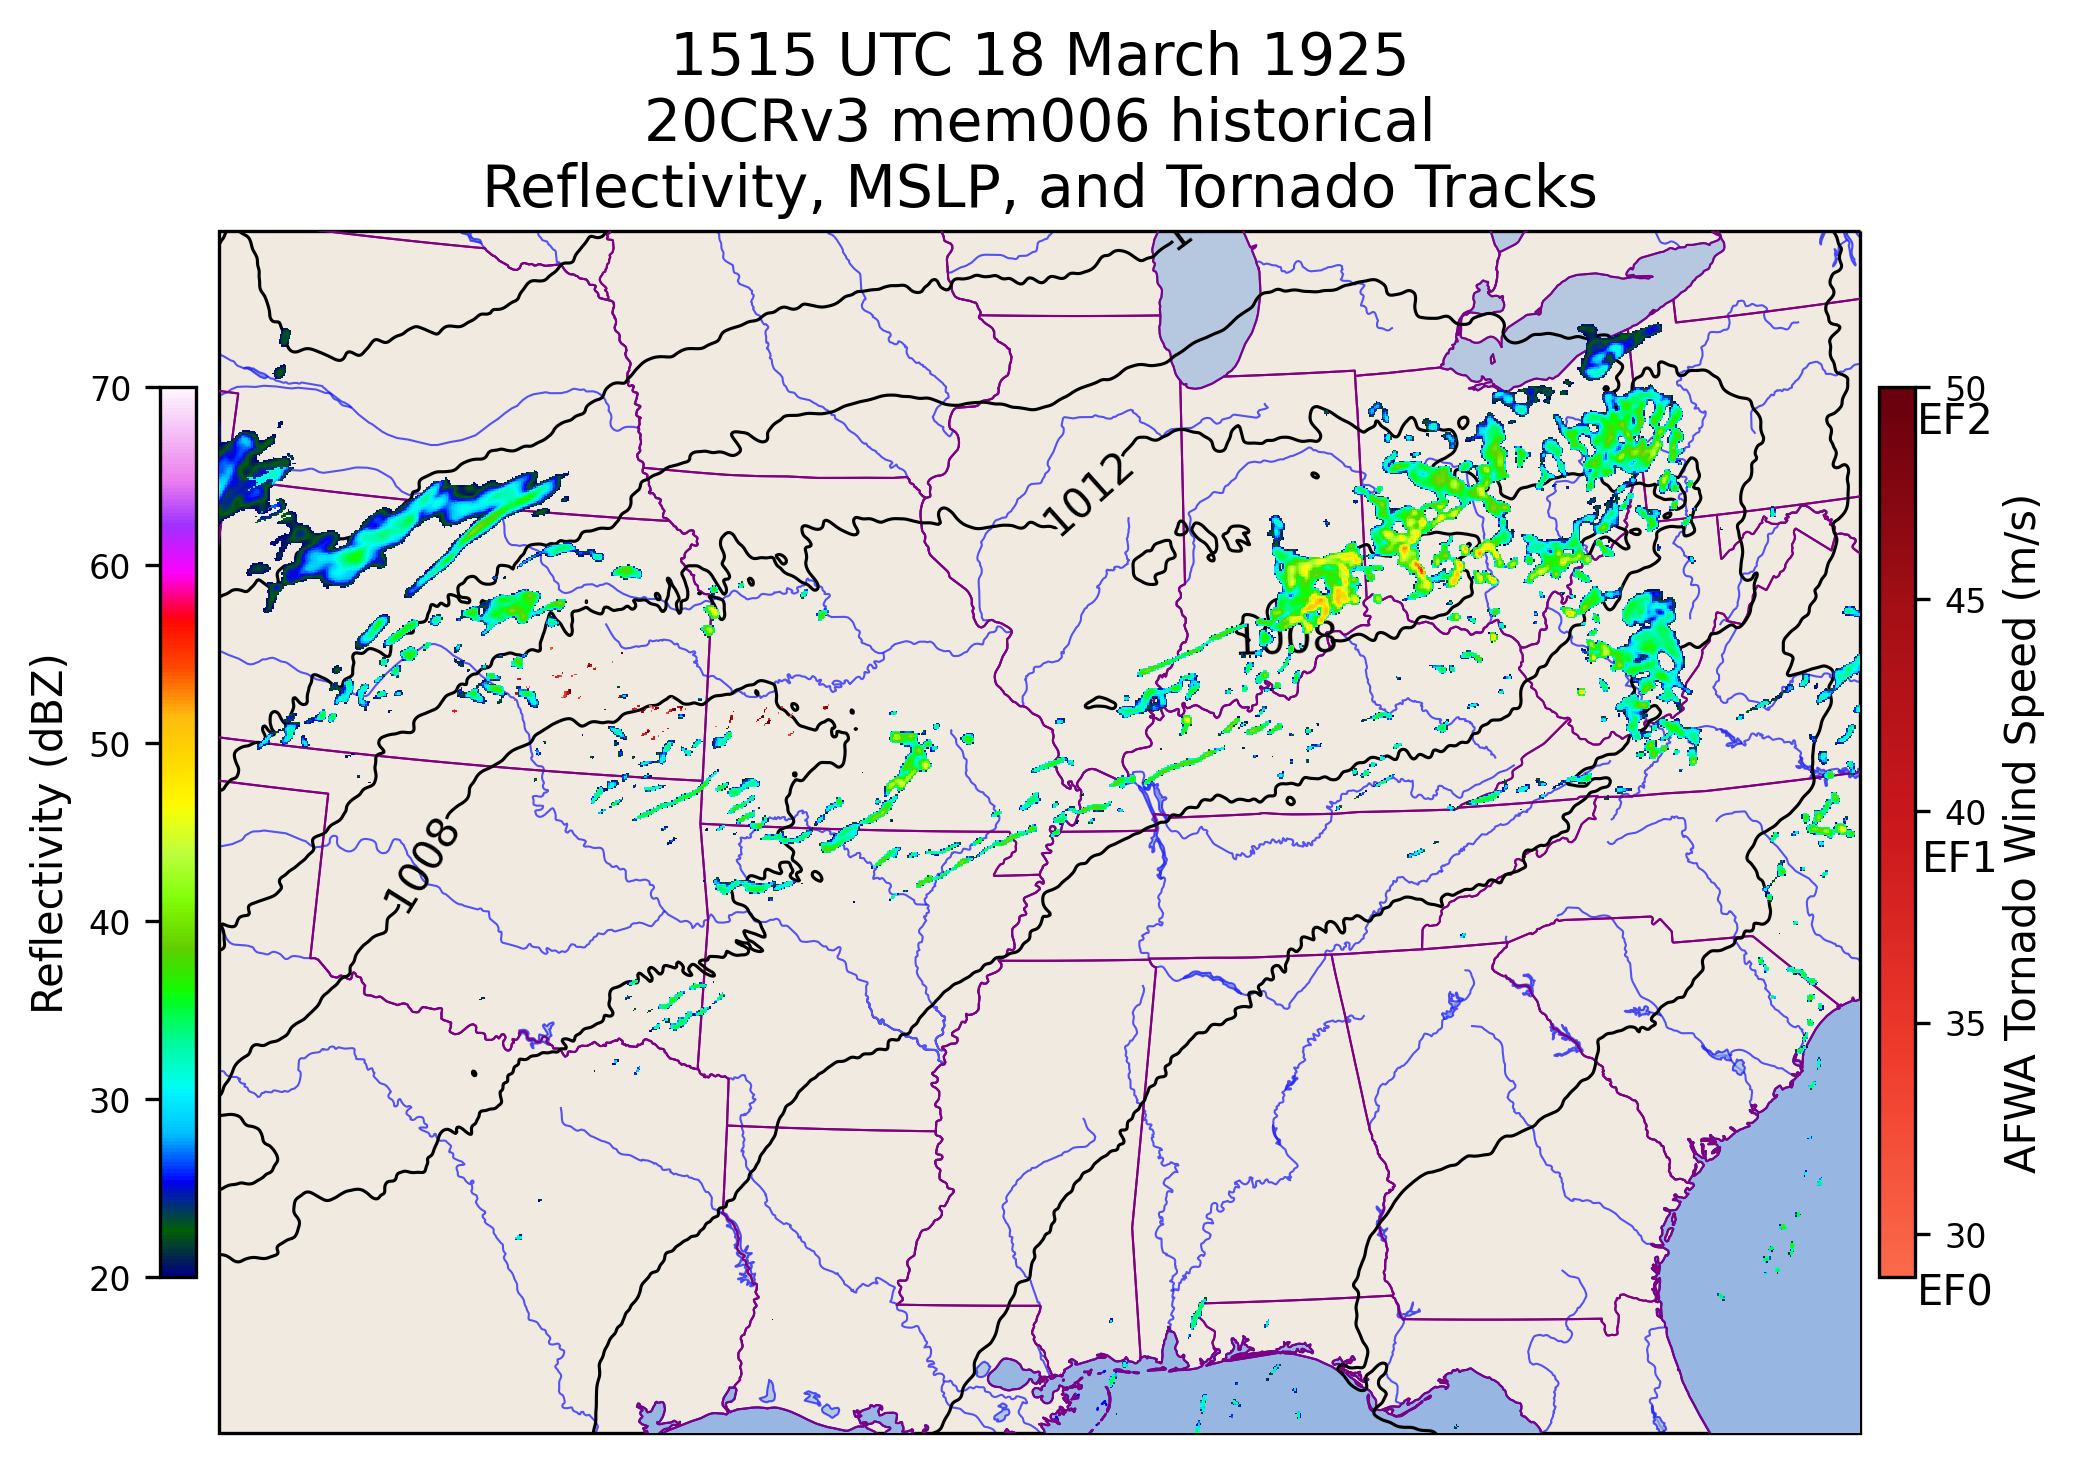 1515 UTC 18 March 1925
20CRv3 mem006 historical
Reflectivity, MSLP, and Tornado Tracks
70
60
50
40
30
20
Reflectivity (dBZ)
1012
1008
1008
50
EF2
45
40
EF1
35
30
EF0
AFWA Tornado Wind Speed (m/s)